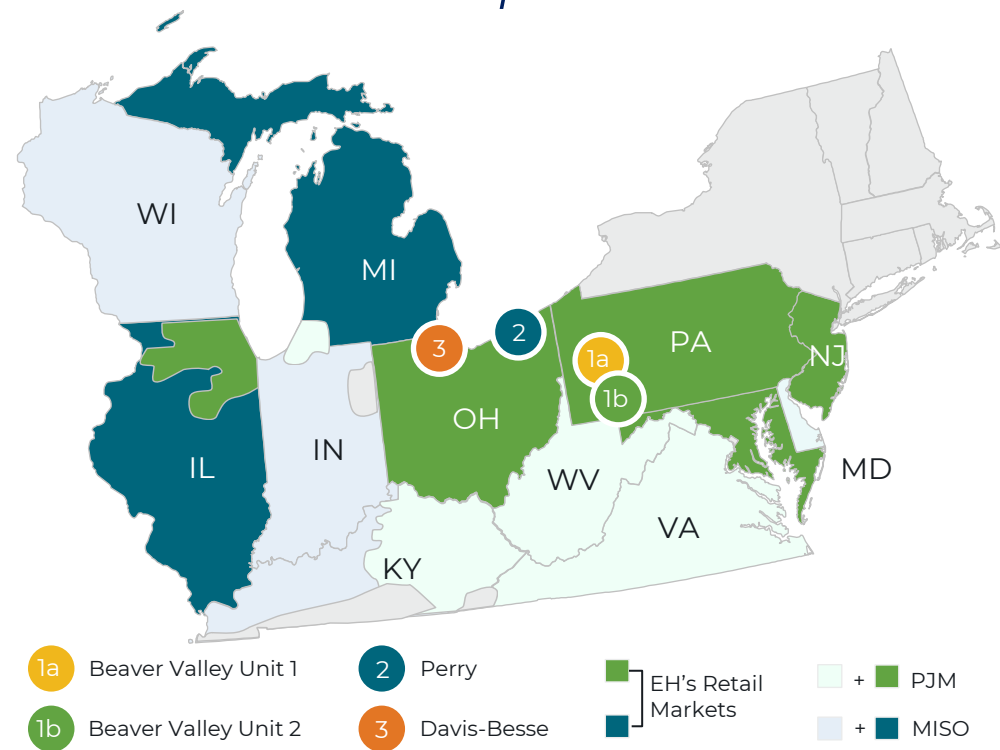 WI
MI
2
3
1a
PA
NJ
1b
OH
IN
IL
MD
WV
VA
KY
1a Beaver Valley Unit 1
2 Perry
EH's Retail
Markets
+ PJM
1b Beaver Valley Unit 2
3 Davis-Besse
+ MISO